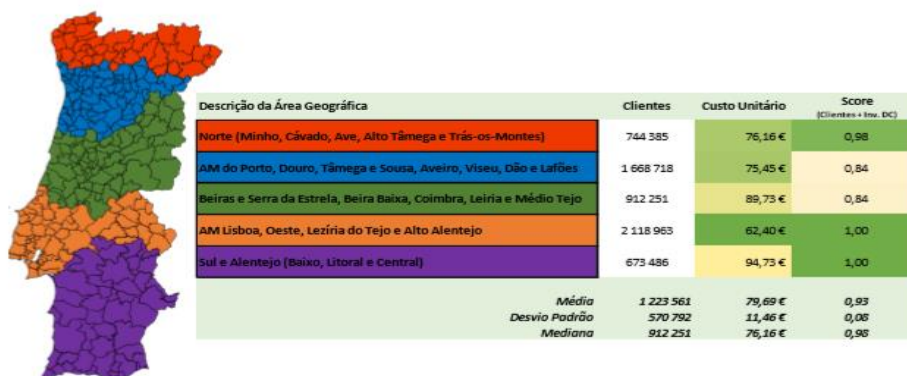 Descrição da Área Geográfica Clientes Custo Unitário Score
(Clientes + Inv. DC)
Norte (Minho, Cávado, Ave, Alto Tâmega e Trás-os-Montes) 744 385 76,16 € 0,98
AM do Porto, Douro, Tâmega e Sousa, Aveiro, Viseu, Dão e Lafões 1 668 718 75,45 € 0,84
Beiras e Serra da Estrela, Beira Baixa, Coimbra, Leiria e Médio Tejo 912 251 89,73 € 0,84
AM Lisboa, Oeste, Lezíria do Tejo e Alto Alentejo 2 118 963 62,40 € 1,00
Sul e Alentejo (Baixo, Litoral e Central) 673 486 94,73 € 1,00
Média 1 223 561 79,69 € 0,93
Desvio Padrão 570 792 11,46 € 0,08
Mediana 912 251 76,16 € 0,98